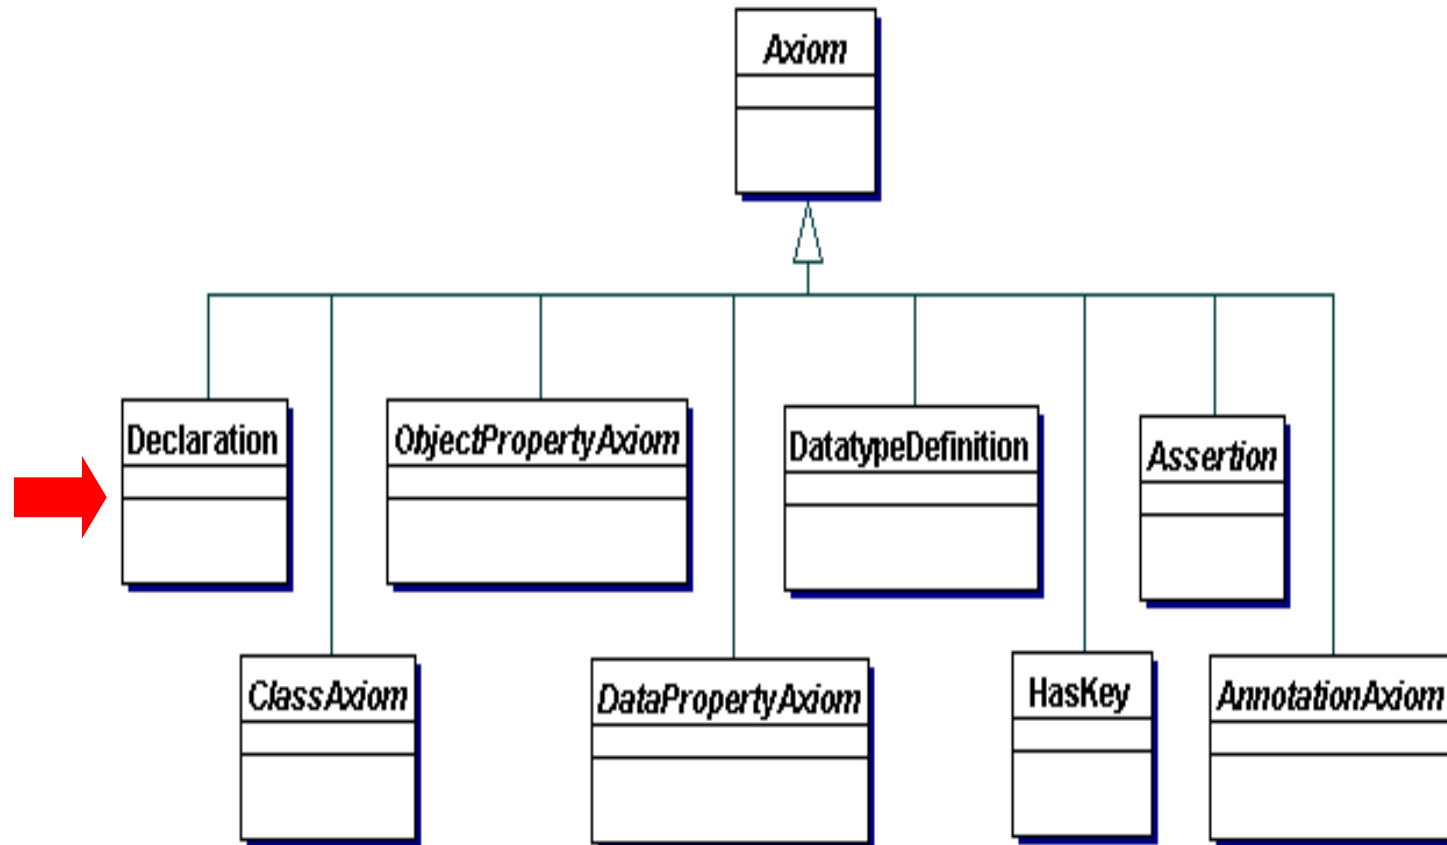 Axiom
Declaration
ObjectPropertyAxiom
DatatypeDefinition
Assertion
ClassAxiom
DataPropertyAxiom
HasKey
AnnotationAxiom